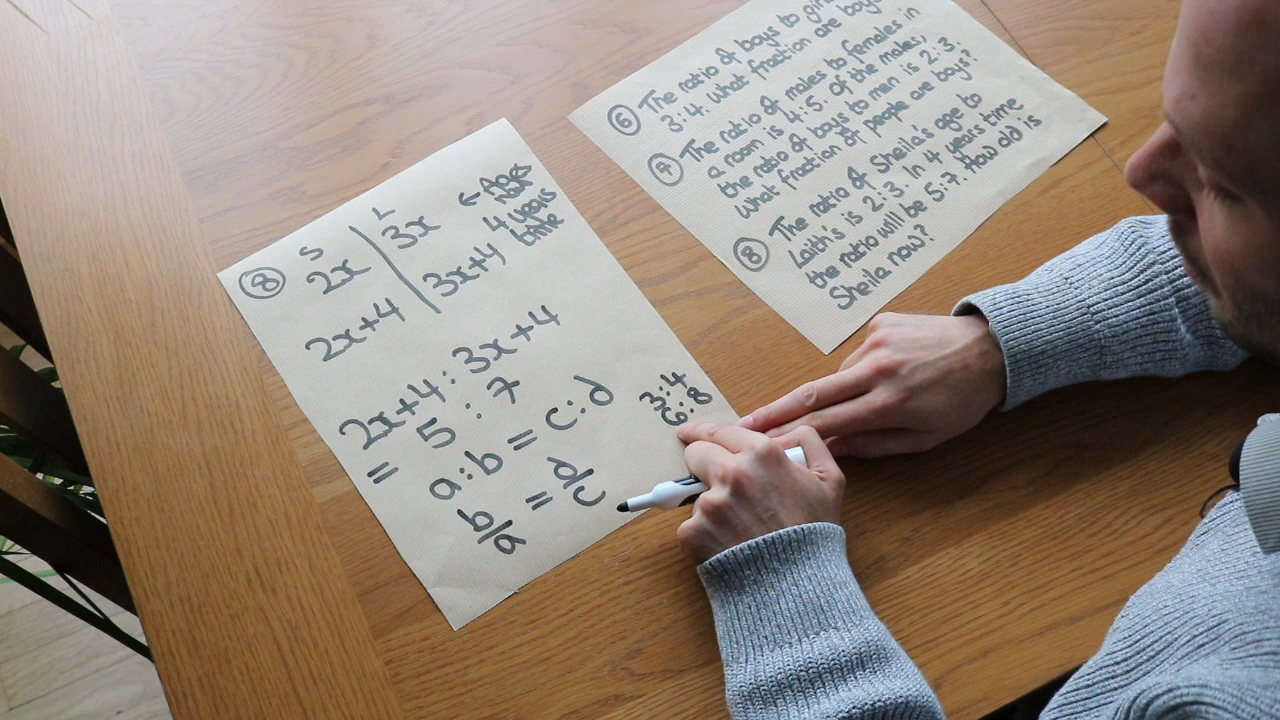 ⑧
S | L
2x | 3x ← Ages now
2x+4 | 3x+4 4 years time
2x+4 : 3x+4
= 5 : 7
a:b = c:d
b/a = d/c
3:4
6:8
⑥ The ratio of boys to girls
3:4. What fraction are boys
⑦ The ratio of males to females in
a room is 4:5. Of the males,
the ratio of boys to men is 2:3.
What fraction of people are boys?
⑧ The ratio of Sheila's age to
Laith's is 2:3. In 4 years time
the ratio will be 5:7. How old is
Sheila now?